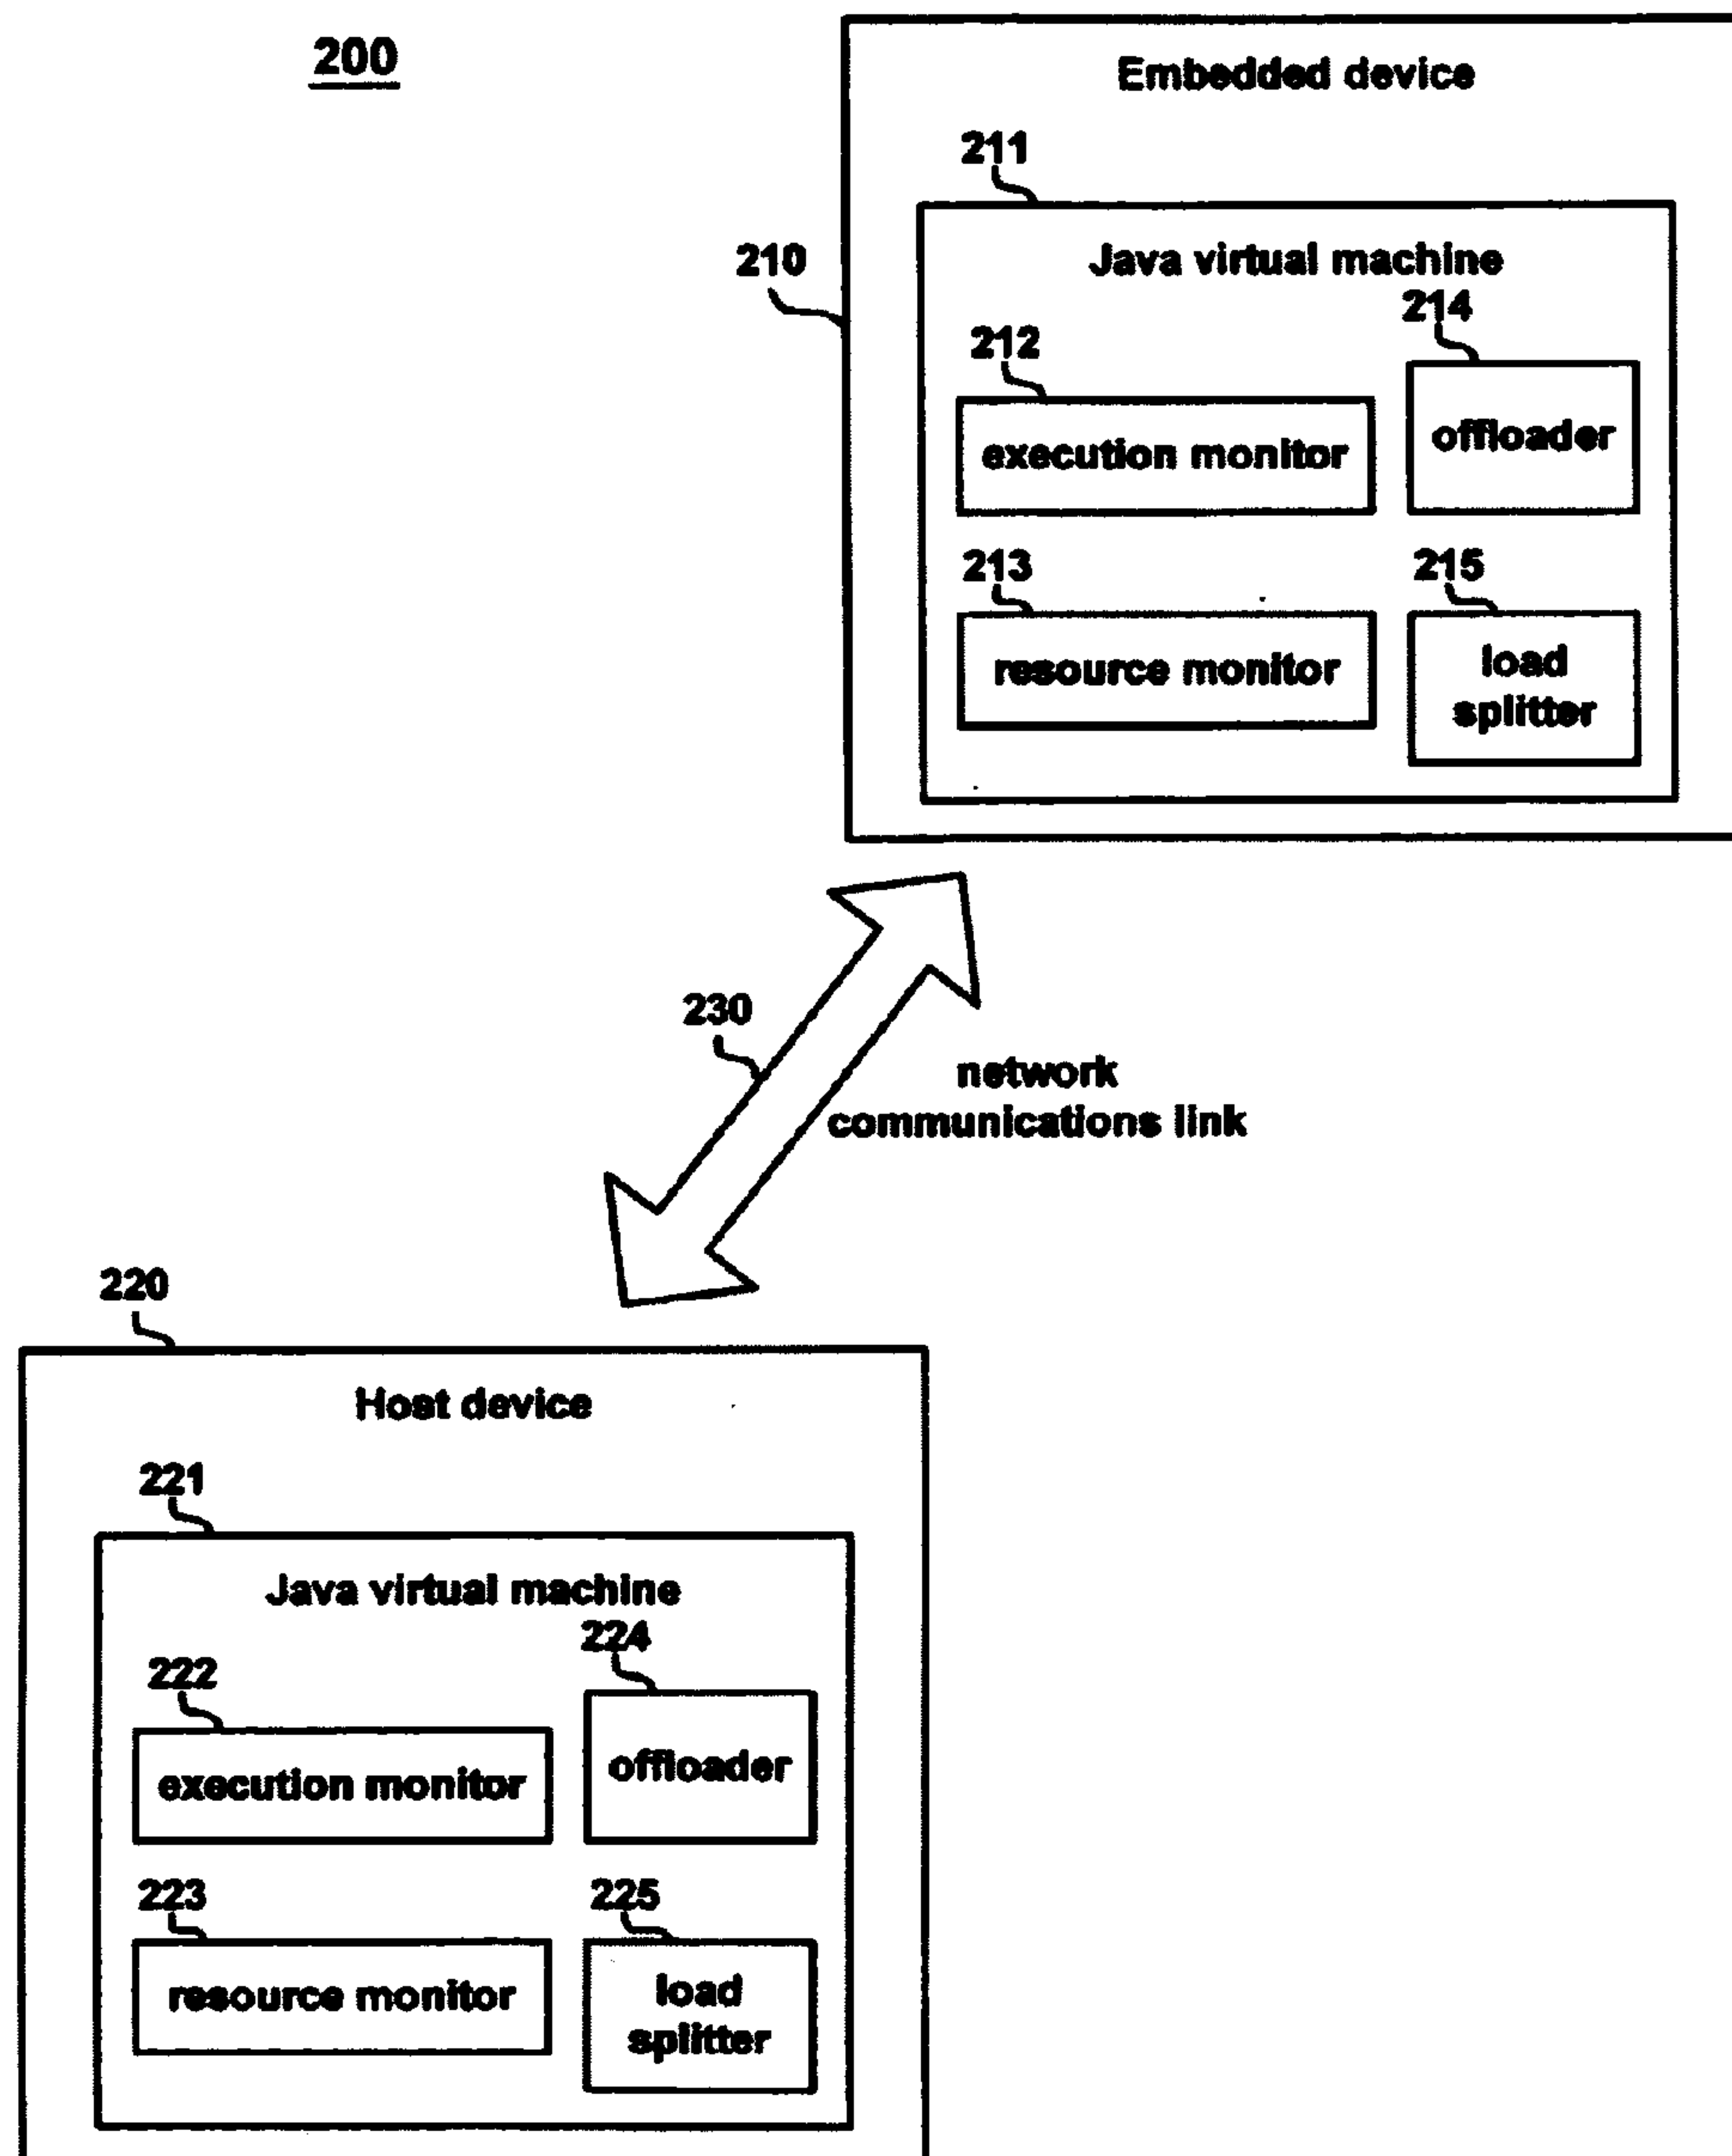 200
Embedded device
211
210
Java virtual machine
214
212
offloader
execution monitor
213
215
resource monitor
load
splitter
230
network
communications link
220
Host device
221
Java virtual machine
224
222
offloader
execution monitor
223
225
resource monitor
load
splitter